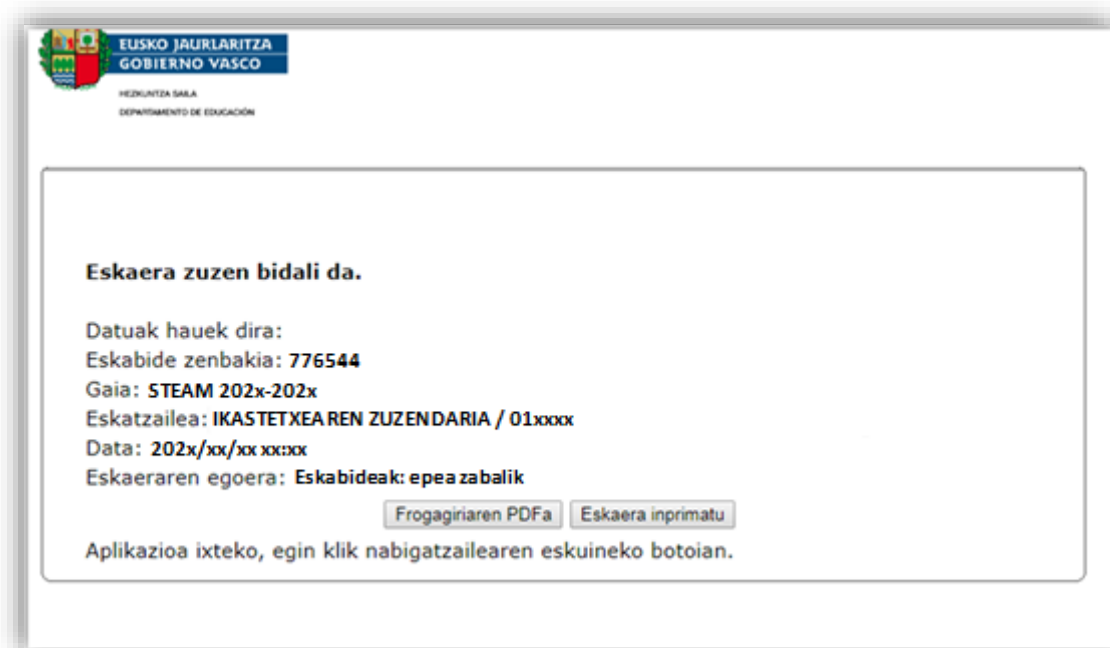 EUSKO JAURLARITZA
GOBIERNO VASCO
HEZKUNTZA SAILA
DEPARTAMENTO DE EDUCACIÓN
Eskaera zuzen bidali da.
Datuak hauek dira:
Eskabide zenbakia: 776544
Gaia: STEAM 202x-202x
Eskatzailea: IKASTETXEAREN ZUZENDARIA / 01xxxx
Data: 202x/xx/xx xx:xx
Eskaeraren egoera: Eskabideak: epea zabalik
Frogagiriaren PDFa Eskaera inprimatu
Aplikazioa ixteko, egin klik nabigatzailearen eskuineko botoian.